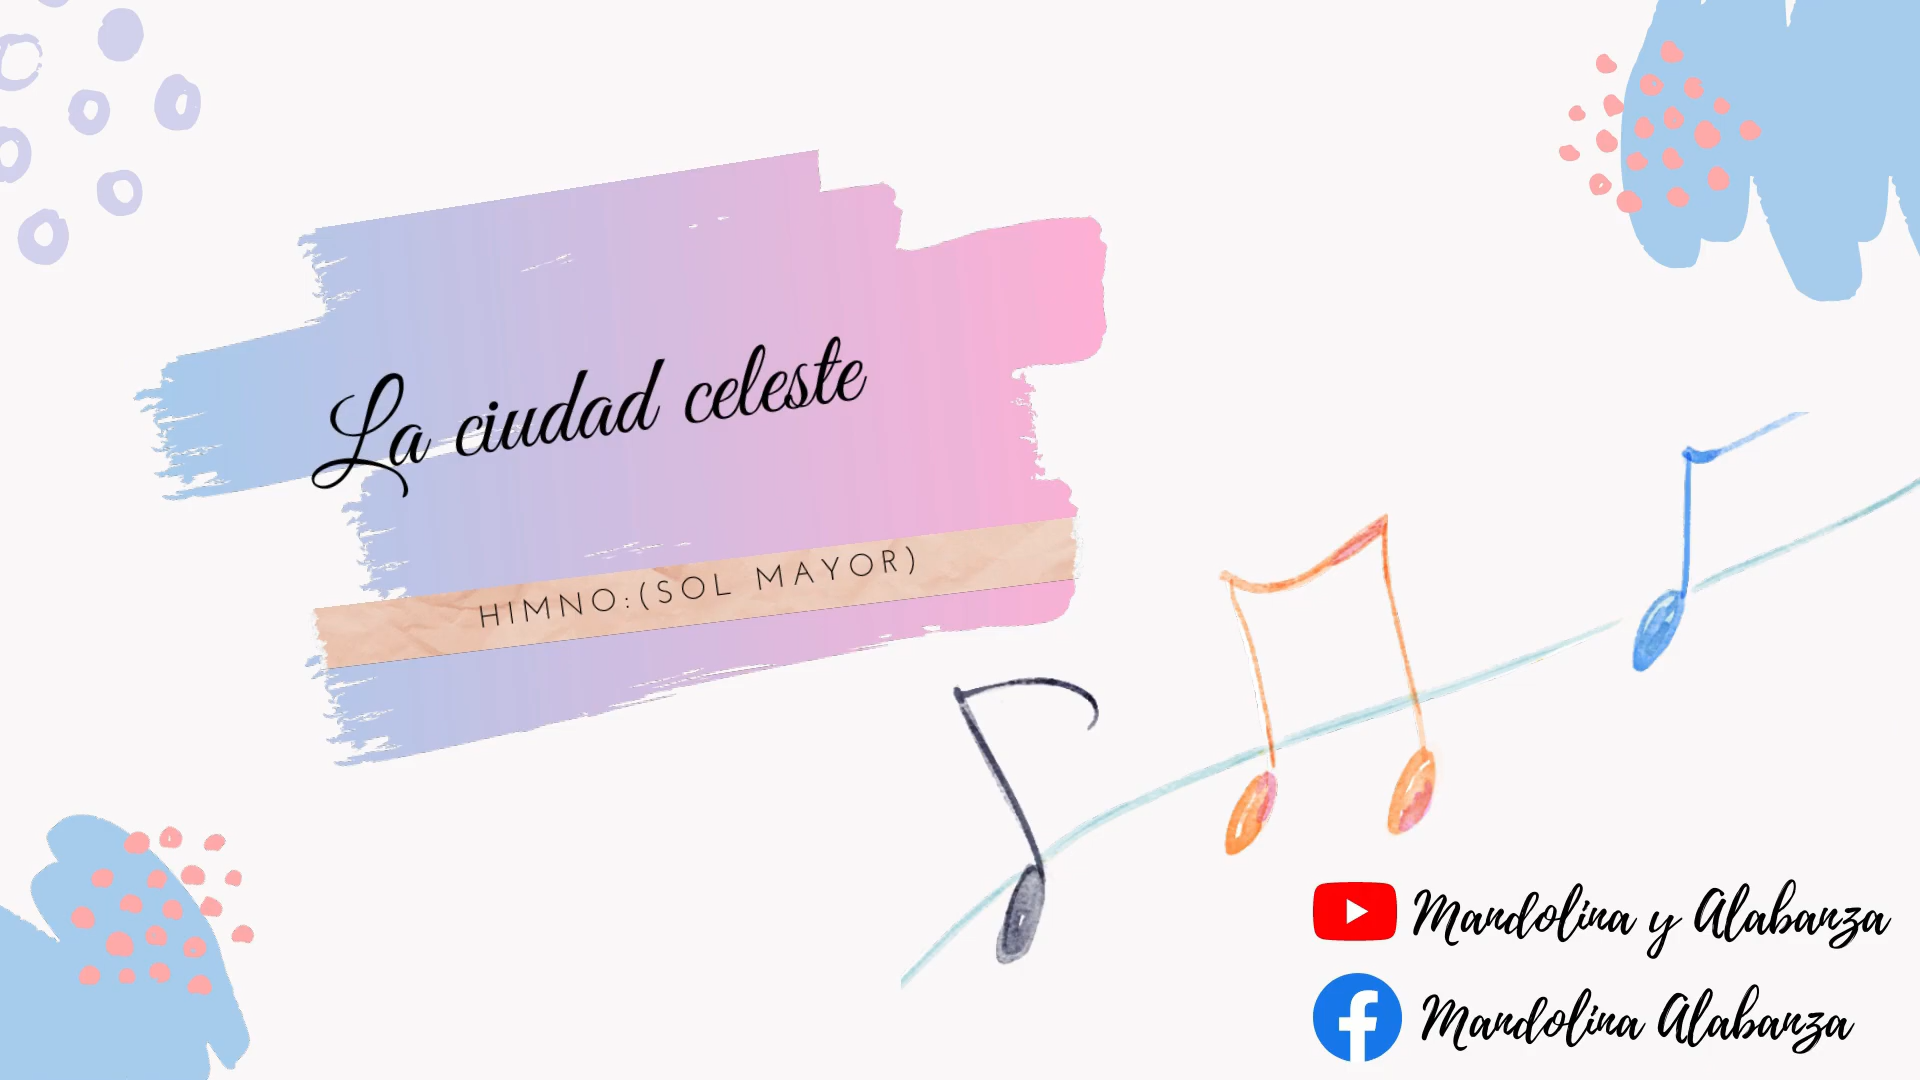 La ciudad celeste
HIMNO:(SOL MAYOR)
Mandolina y Alabanza
Mandolina Alabanza